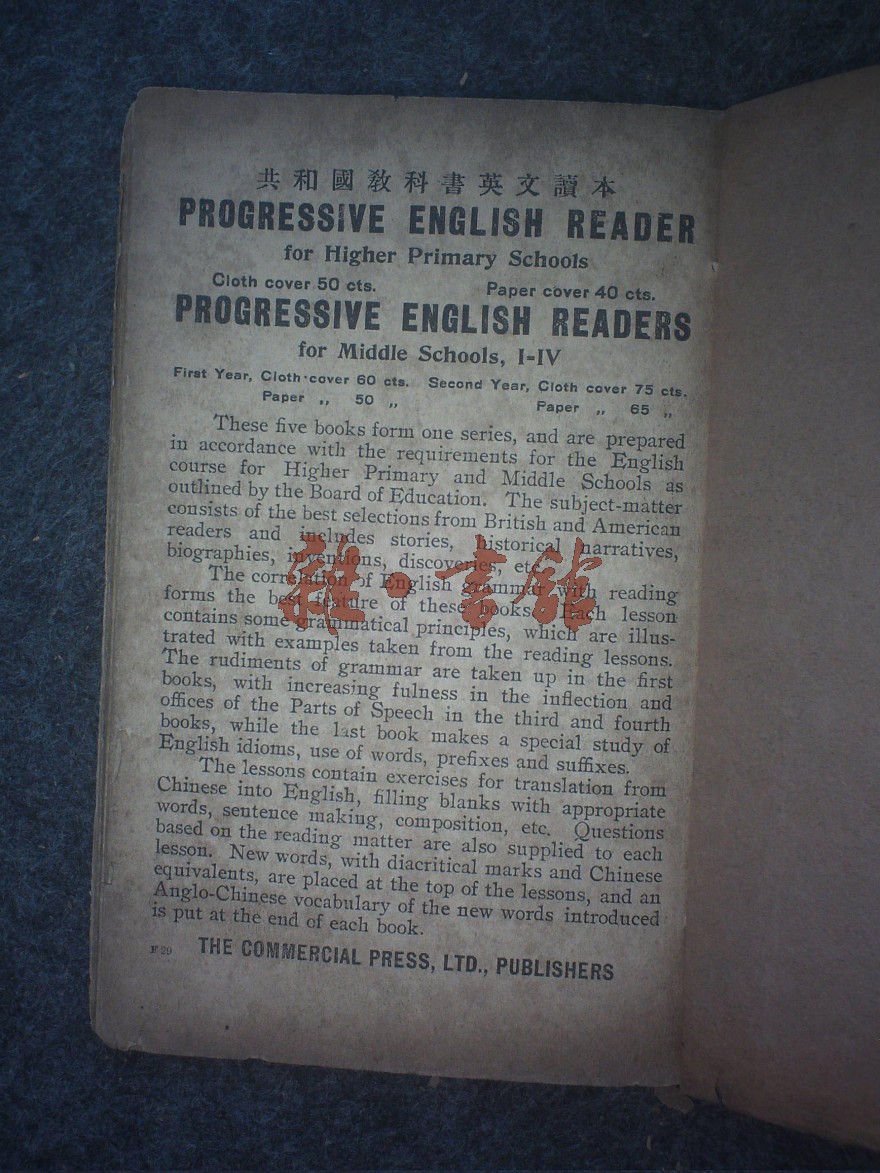 共和國教科書英文讀本
PROGRESSIVE ENGLISH READER
for Higher Primary Schools
Cloth cover 50 cts. Paper cover 40 cts.
PROGRESSIVE ENGLISH READERS
for Middle Schools, I-IV
First Year, Cloth cover 60 cts. Second Year, Cloth cover 75 cts.
Paper „ 50 „ Paper „ 65 „
These five books form one series, and are prepared
in accordance with the requirements for the English
course for Higher Primary and Middle Schools as
outlined by the Board of Education. The subject-matter
consists of the best selections from British and American
readers and includes stories, historical narratives,
biographies, inventions, discoveries, etc.
The correlation of English grammar with reading
forms the best feature of these books. Each lesson
contains some grammatical principles, which are illus-
trated with examples taken from the reading lessons.
The rudiments of grammar are taken up in the first
books, with increasing fulness in the inflection and
offices of the Parts of Speech in the third and fourth
books, while the last book makes a special study of
English idioms, use of words, prefixes and suffixes.
The lessons contain exercises for translation from
Chinese into English, filling blanks with appropriate
words, sentence making, composition, etc. Questions
based on the reading matter are also supplied to each
lesson. New words, with diacritical marks and Chinese
equivalents, are placed at the top of the lessons, and an
Anglo-Chinese vocabulary of the new words introduced
is put at the end of each book.
F 29 THE COMMERCIAL PRESS, LTD., PUBLISHERS
雜·書館